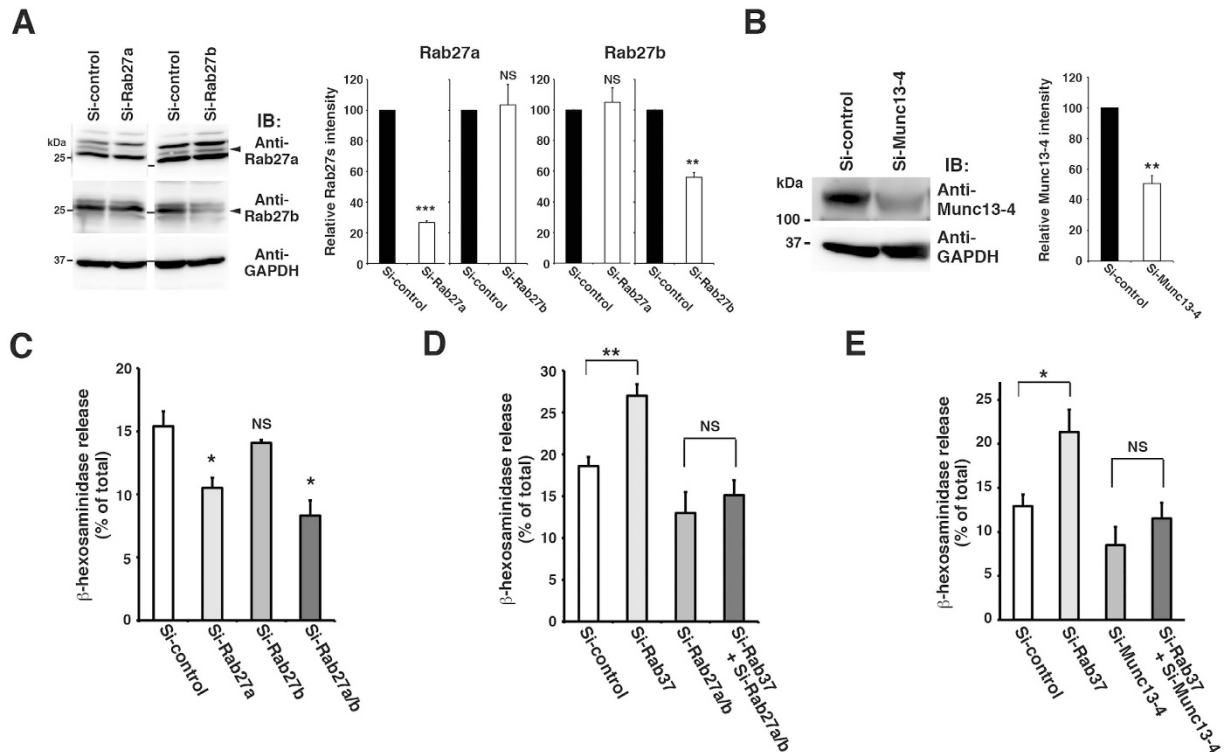 A
Si-control
Si-Rab27a
Si-control
Si-Rab27b
IB:
kDa
25
Anti-
Rab27a
25
Anti-
Rab27b
37
Anti-
GAPDH
Rab27a
Rab27b
Relative Rab27s intensity
120
100
80
60
40
20
0
***
NS
NS
**
Si-control
Si-Rab27a
Si-control
Si-Rab27b
Si-control
Si-Rab27a
Si-control
Si-Rab27b
B
Si-control
Si-Munc13-4
IB:
kDa
100
Anti-
Munc13-4
37
Anti-
GAPDH
Relative Munc13-4 intensity
120
100
80
60
40
20
0
**
Si-control
Si-Munc13-4
C
β-hexosaminidase release
(% of total)
20
15
10
5
0
*
NS
*
Si-control
Si-Rab27a
Si-Rab27b
Si-Rab27a/b
D
β-hexosaminidase release
(% of total)
30
25
20
15
10
5
0
**
NS
Si-control
Si-Rab37
Si-Rab27a/b
Si-Rab37
+ Si-Rab27a/b
E
β-hexosaminidase release
(% of total)
25
20
15
10
5
0
*
NS
Si-control
Si-Rab37
Si-Munc13-4
Si-Rab37
+ Si-Munc13-4